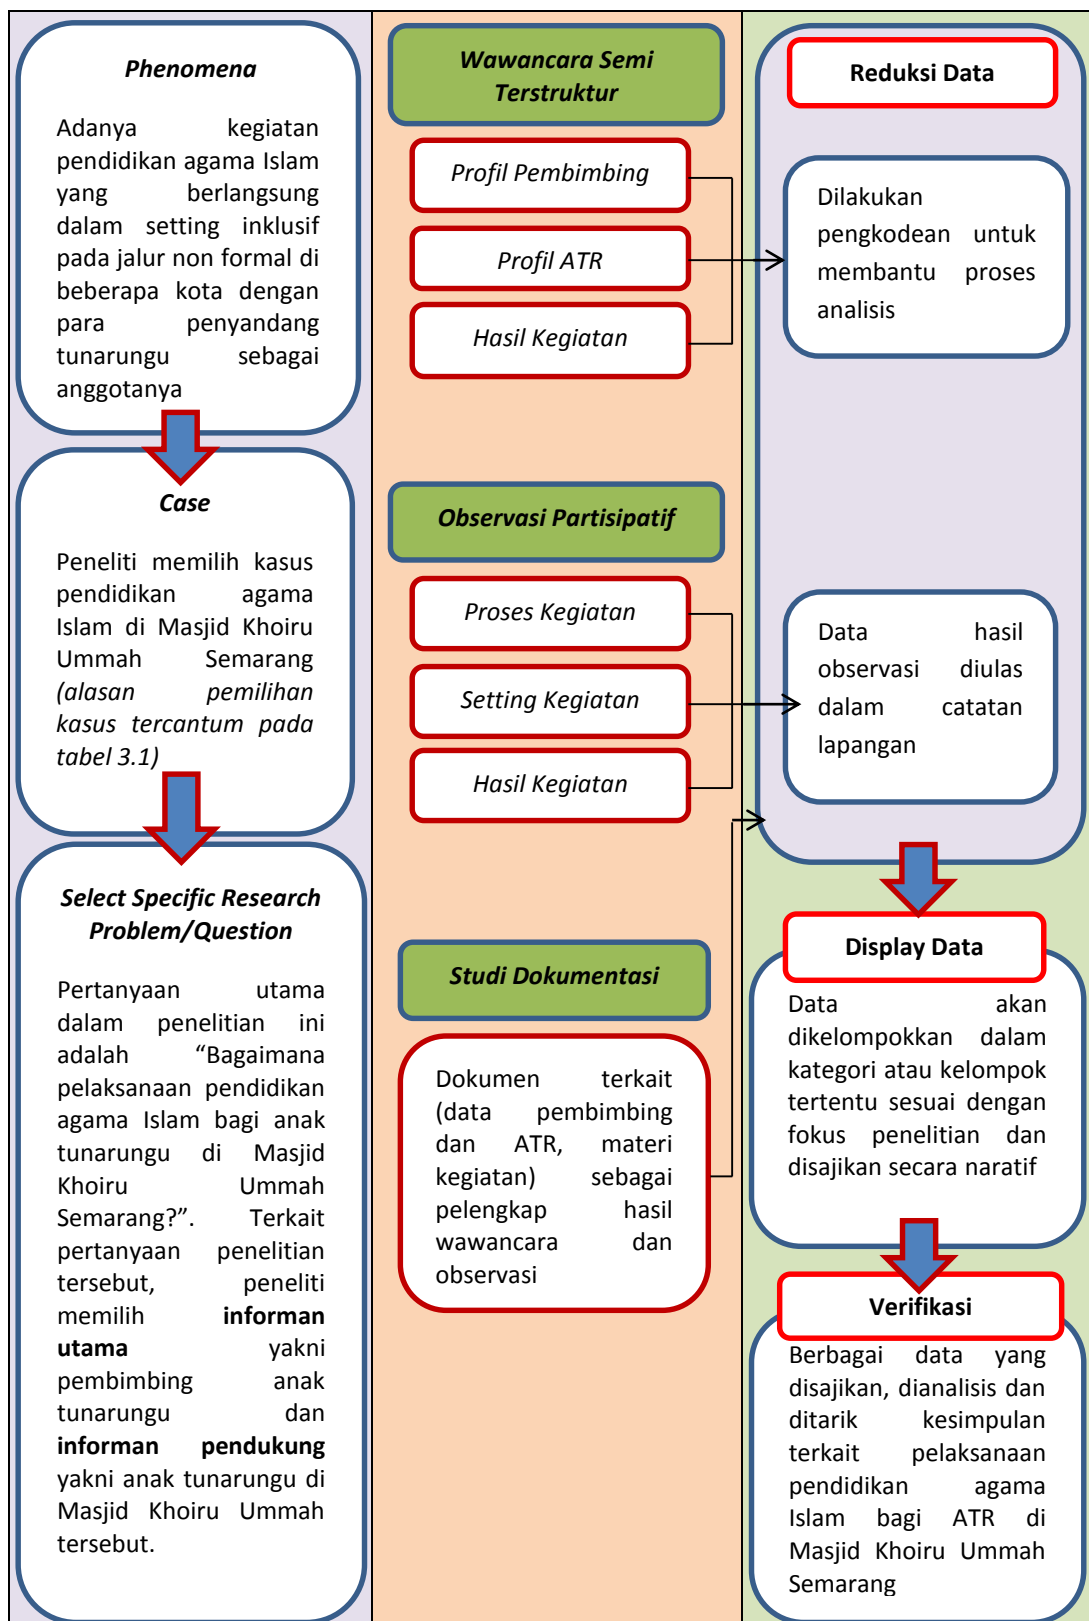 Phenomena
Adanya kegiatan
pendidikan agama Islam
yang berlangsung
dalam setting inklusif
pada jalur non formal di
beberapa kota dengan
para penyandang
tunarungu sebagai
anggotanya
Case
Peneliti memilih kasus
pendidikan agama
Islam di Masjid Khoiru
Ummah Semarang
(alasan pemilihan
kasus tercantum pada
tabel 3.1)
Select Specific Research
Problem/Question
Pertanyaan utama
dalam penelitian ini
adalah “Bagaimana
pelaksanaan pendidikan
agama Islam bagi anak
tunarungu di Masjid
Khoiru Ummah
Semarang?”. Terkait
pertanyaan penelitian
tersebut, peneliti
memilih informan
utama yakni
pembimbing anak
tunarungu dan
informan pendukung
yakni anak tunarungu di
Masjid Khoiru Ummah
tersebut.
Wawancara Semi
Terstruktur
Profil Pembimbing
Profil ATR
Hasil Kegiatan
Observasi Partisipatif
Proses Kegiatan
Setting Kegiatan
Hasil Kegiatan
Studi Dokumentasi
Dokumen terkait
(data pembimbing
dan ATR, materi
kegiatan) sebagai
pelengkap hasil
wawancara dan
observasi
Reduksi Data
Dilakukan
pengkodean untuk
membantu proses
analisis
Data hasil
observasi diulas
dalam catatan
lapangan
Display Data
Data akan
dikelompokkan dalam
kategori atau kelompok
tertentu sesuai dengan
fokus penelitian dan
disajikan secara naratif
Verifikasi
Berbagai data yang
disajikan, dianalisis dan
ditarik kesimpulan
terkait pelaksanaan
pendidikan agama
Islam bagi ATR di
Masjid Khoiru Ummah
Semarang